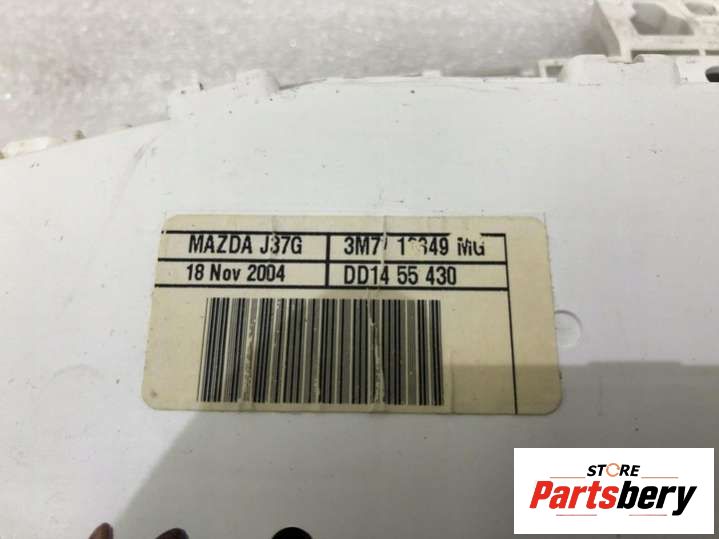 MAZDA J37G
MG
18 Nov 2004 DD14 55 430
STORE
Partsbery